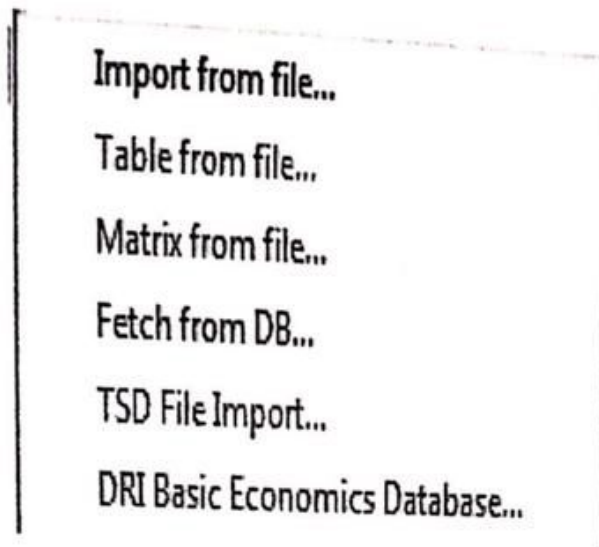 Import from file...
Table from file...
Matrix from file...
Fetch from DB...
TSD File Import...
DRI Basic Economics Database...